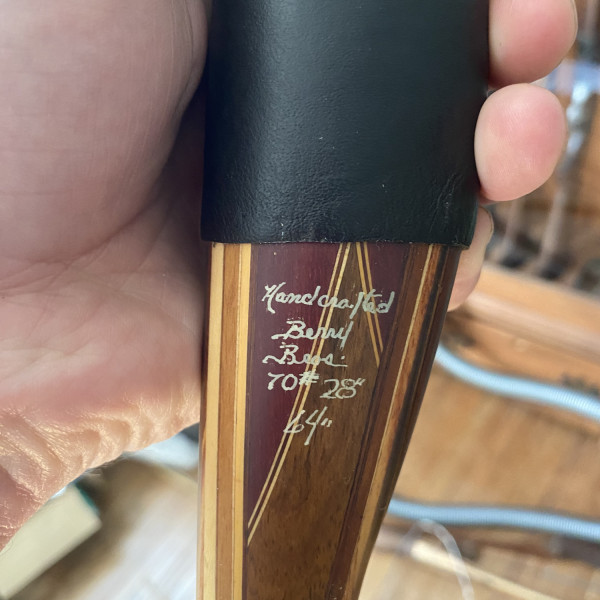 Handcrafted
Berry
Bros.
70# 28"
64"